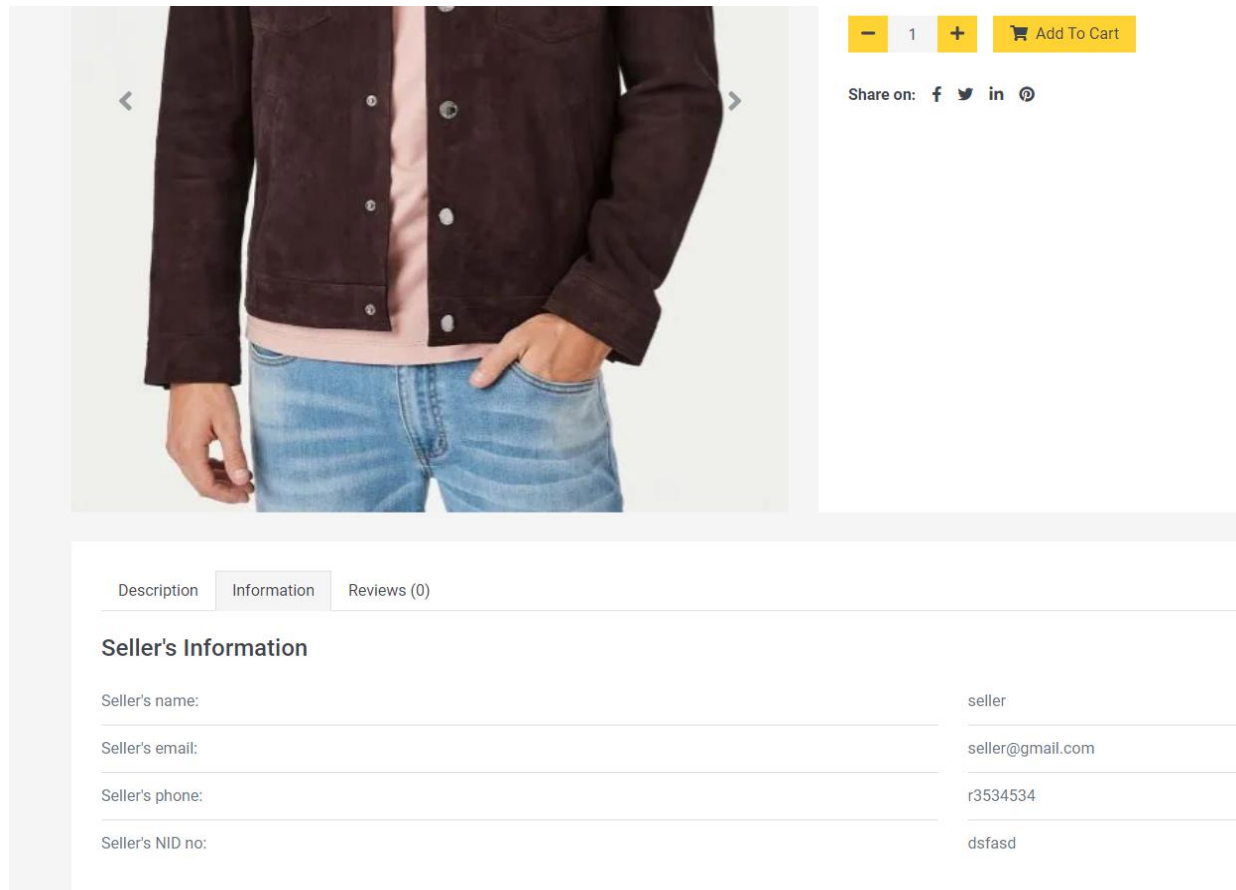 1
Add To Cart
Share on:
Description Information Reviews (0)
Seller's Information
Seller's name: seller
Seller's email: seller@gmail.com
Seller's phone: r3534534
Seller's NID no: dsfasd